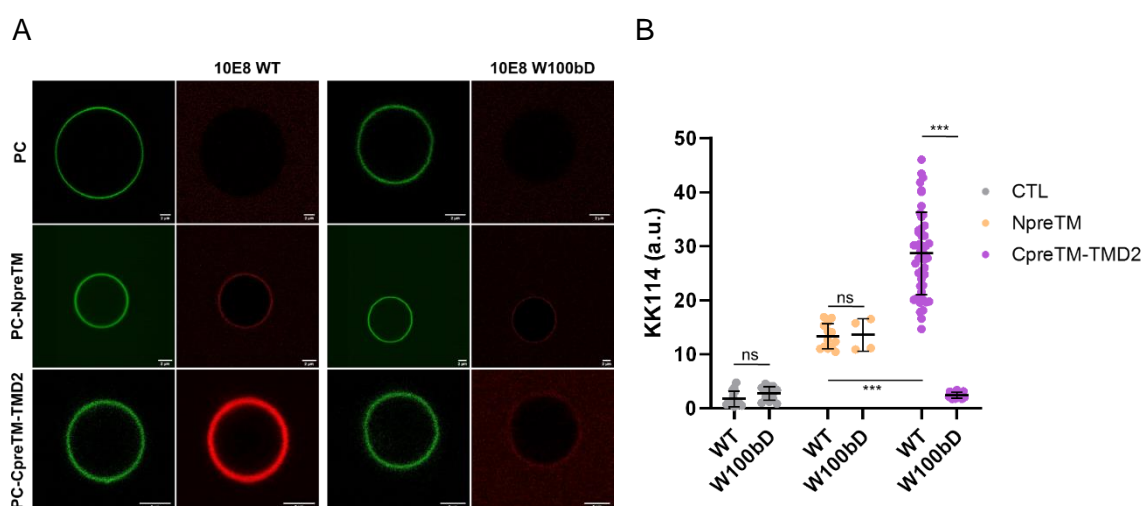 A
10E8 WT
10E8 W100bD
PC
PC-NpreTM
PC-CpreTM-TMD2
B
KK114 (a.u.)
50
40
30
20
10
0
ns
ns
***
***
WT
W100bD
WT
W100bD
WT
W100bD
CTL
NpreTM
CpreTM-TMD2